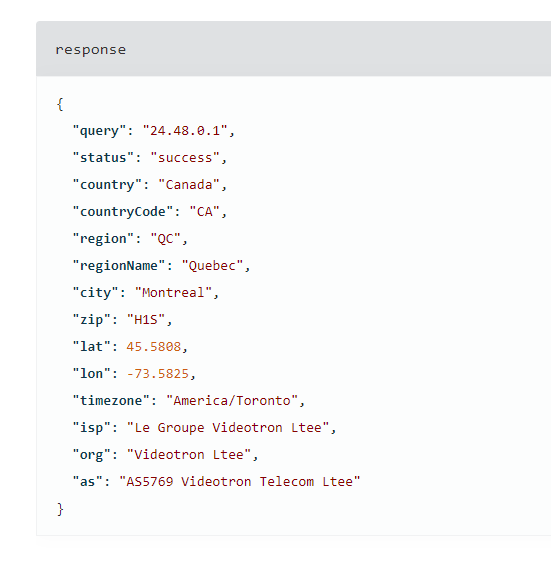 response
{
"query": "24.48.0.1",
"status": "success",
"country": "Canada",
"countryCode": "CA",
"region": "QC",
"regionName": "Quebec",
"city": "Montreal",
"zip": "H1S",
"lat": 45.5808,
"lon": -73.5825,
"timezone": "America/Toronto",
"isp": "Le Groupe Videotron Ltee",
"org": "Videotron Ltee",
"as": "AS5769 Videotron Telecom Ltee"
}